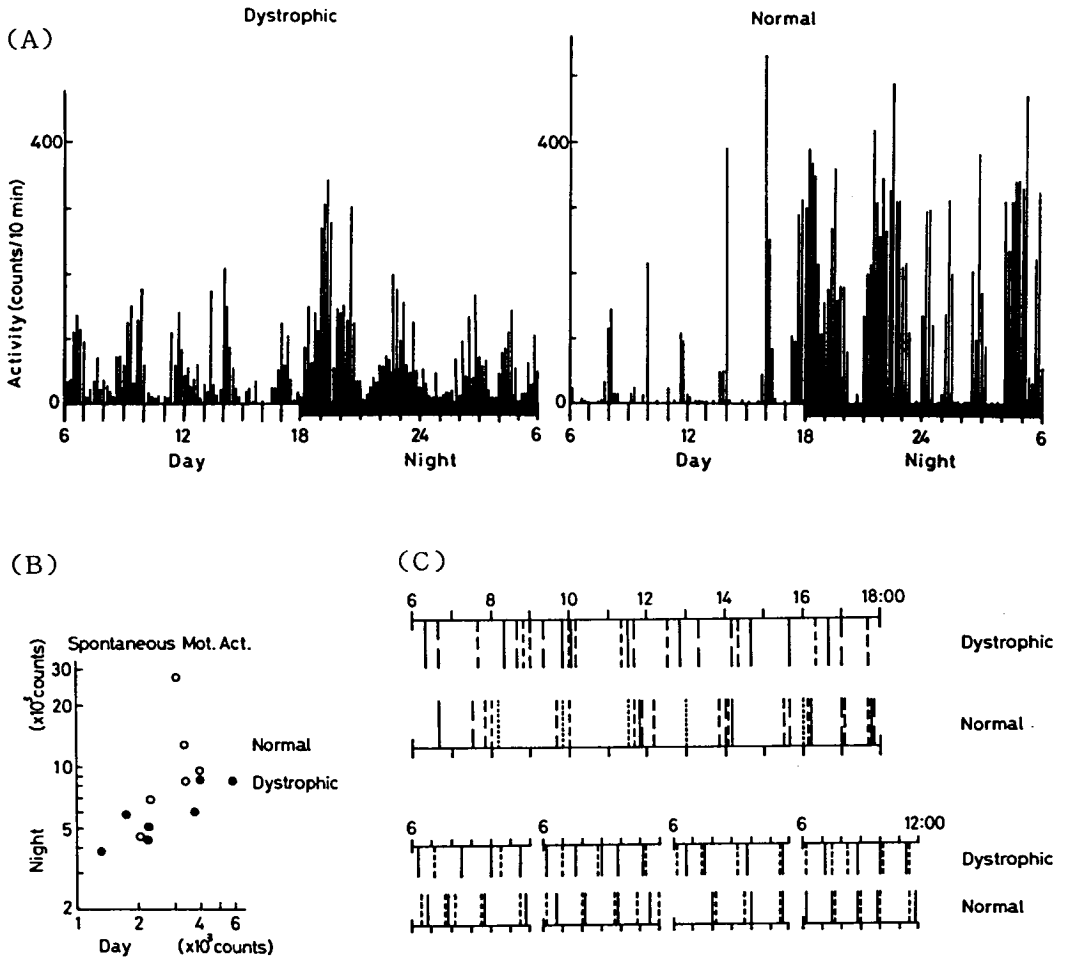 (A)
Dystrophic
Normal
Activity (counts/10 min)
400
0
6 12 18 24 6
Day Night
400
0
6 12 18 24 6
Day Night
(B)
Spontaneous Mot. Act.
(x10³counts)
30
20
10
5
2
Normal
Dystrophic
Night
1 2 4 6
Day (x10³counts)
(C)
6 8 10 12 14 16 18:00
Dystrophic
Normal
6 6 6 6 12:00
Dystrophic
Normal